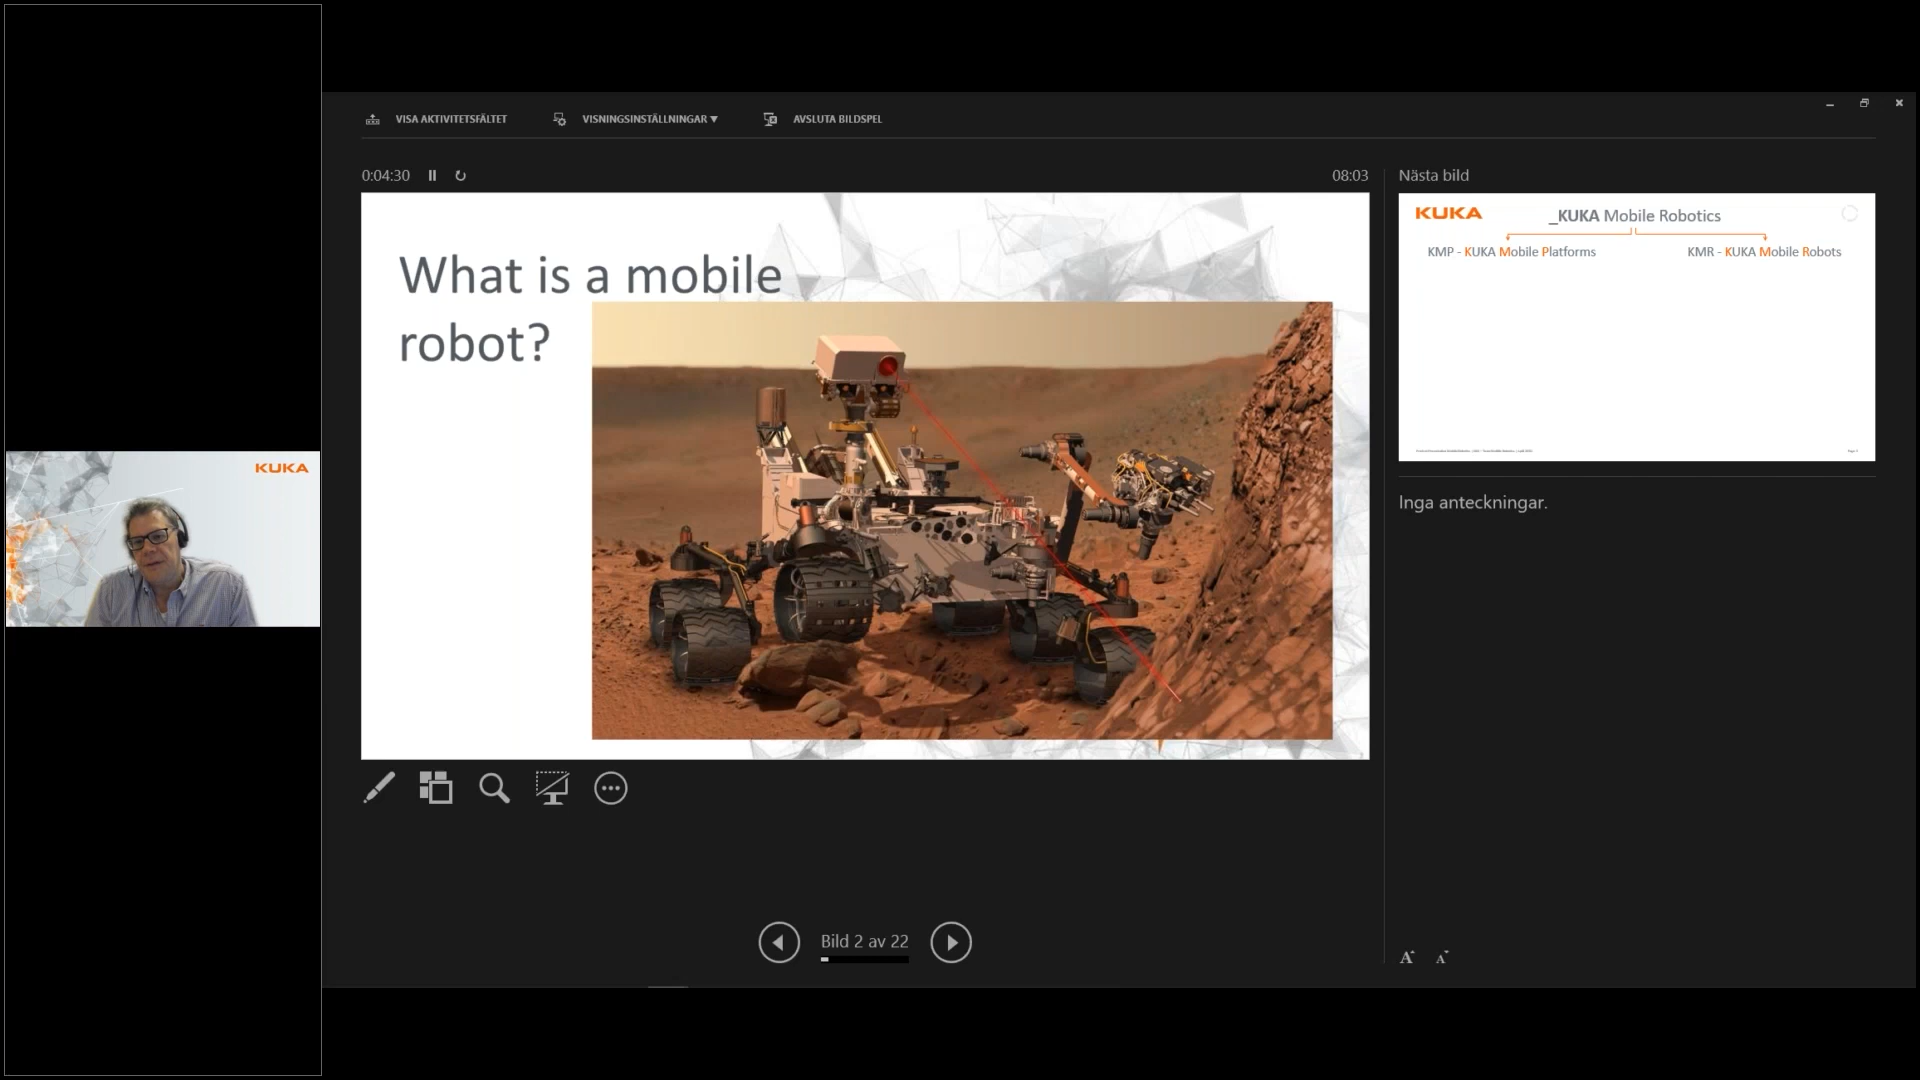 KUKA
VISA AKTIVITETSFÄLTET
VISNINGSINSTÄLLNINGAR
AVSLUTA BILDSPEL
0:04:30
08:03
What is a mobile
robot?
Bild 2 av 22
Nästa bild
KUKA
_KUKA Mobile Robotics
KMP - KUKA Mobile Platforms
KMR - KUKA Mobile Robots
Inga anteckningar.
A A